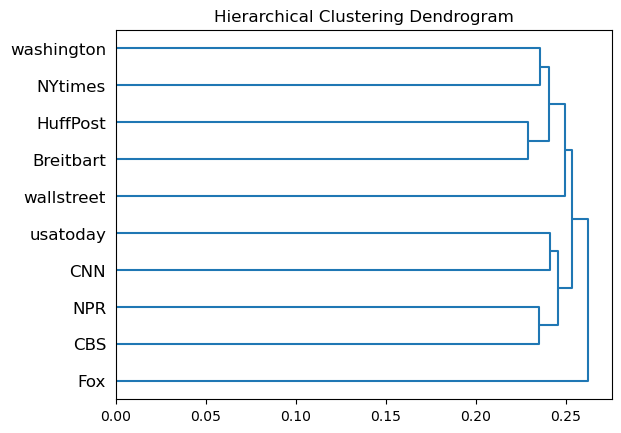 Hierarchical Clustering Dendrogram
washington
NYtimes
HuffPost
Breitbart
wallstreet
usatoday
CNN
NPR
CBS
Fox
0.00 0.05 0.10 0.15 0.20 0.25